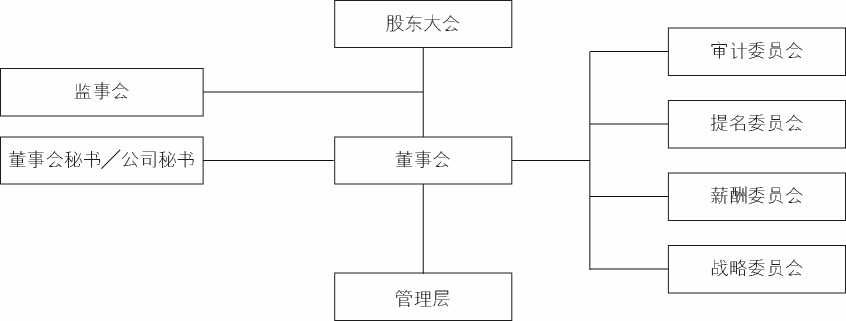 股东大会
审计委员会
监事会
提名委员会
董事会秘书／公司秘书
董事会
薪酬委员会
战略委员会
管理层